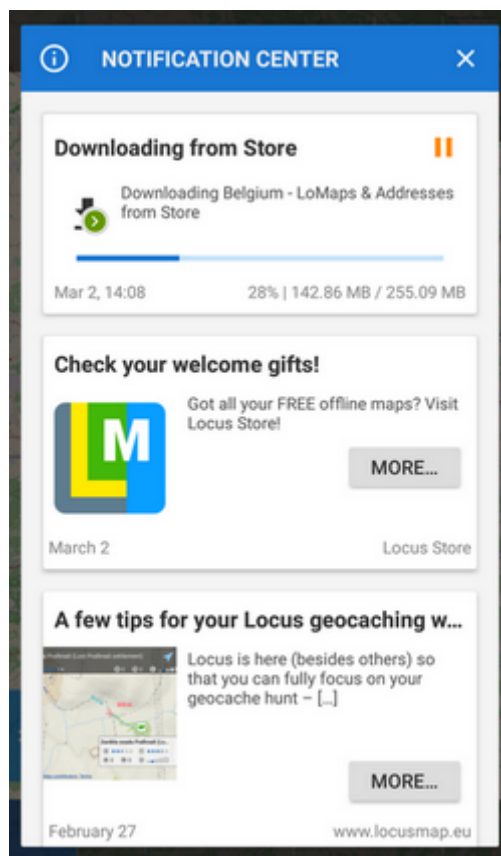 NOTIFICATION CENTER
Downloading from Store
Downloading Belgium - LoMaps & Addresses
from Store
Mar 2, 14:08 28% | 142.86 MB / 255.09 MB
Check your welcome gifts!
M
Got all your FREE offline maps? Visit
Locus Store!
MORE...
March 2 Locus Store
A few tips for your Locus geocaching w...
Locus is here (besides others) so
that you can fully focus on your
geocache hunt – [...]
MORE...
February 27 www.locusmap.eu